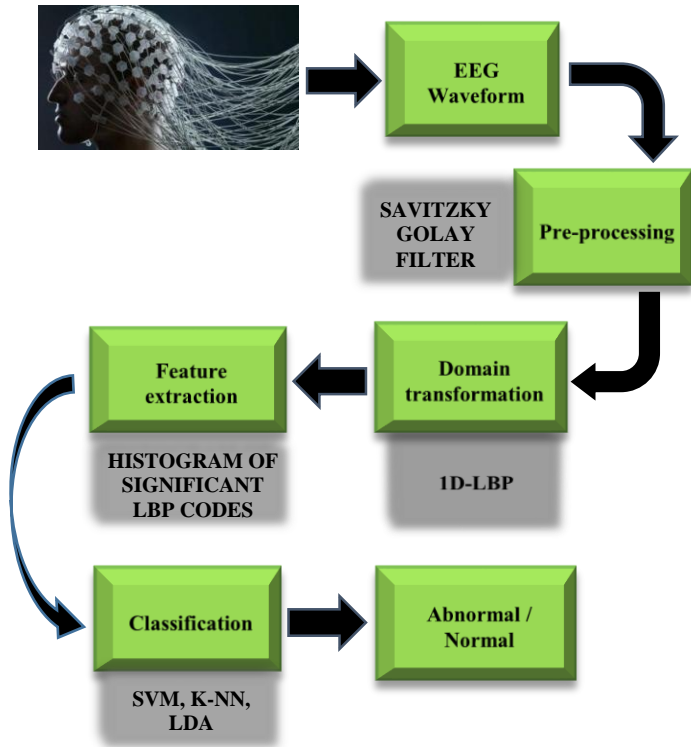 EEG
Waveform
SAVITZKY
GOLAY
FILTER
Pre-processing
Domain
transformation
1D-LBP
Feature
extraction
HISTOGRAM OF
SIGNIFICANT
LBP CODES
Classification
SVM, K-NN,
LDA
Abnormal /
Normal